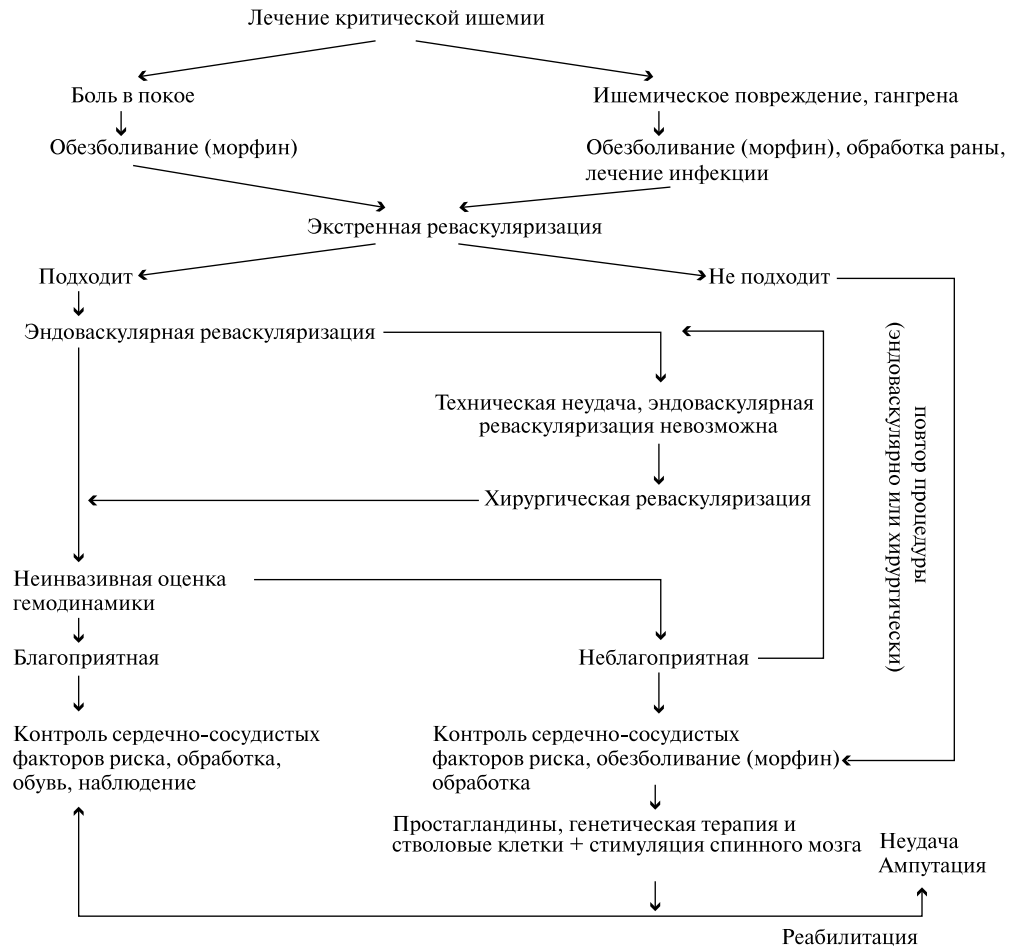 Лечение критической ишемии
Боль в покое
Ишемическое повреждение, гангрена
Обезболивание (морфин)
Обезболивание (морфин), обработка раны,
лечение инфекции
Экстренная реваскуляризация
Подходит
Не подходит
Эндоваскулярная реваскуляризация
повтор процедуры
(эндоваскулярно или хирургически)
Техническая неудача, эндоваскулярная
реваскуляризация невозможна
Хирургическая реваскуляризация
Неинвазивная оценка
гемодинамики
Благоприятная
Неблагоприятная
Контроль сердечно-сосудистых
факторов риска, обработка,
обувь, наблюдение
Контроль сердечно-сосудистых
факторов риска, обезболивание (морфин)
обработка
Простагландины, генетическая терапия и
стволовые клетки + стимуляция спинного мозга
Неудача
Ампутация
Реабилитация